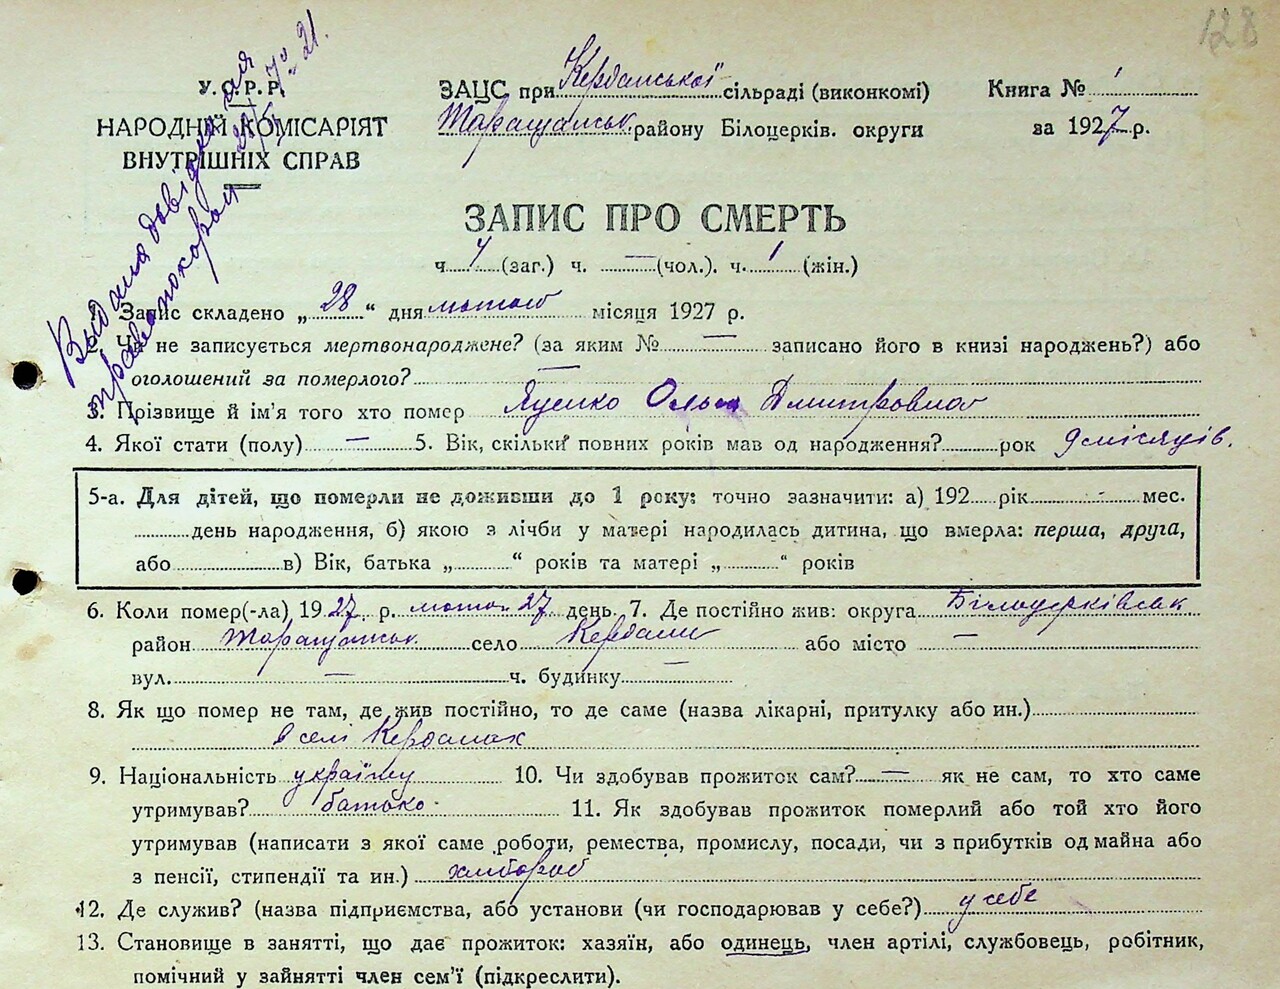 128
У.С.Р.Р.
НАРОДНІЙ КОМІСАРІЯТ
ВНУТРІШНІХ СПРАВ
Выдана довідка
ЗАЦС при Керданської сільраді (виконкомі)
Таращанськ району Білоцерків. округи
Книга № 1
за 1927 р.
ЗАПИС ПРО СМЕРТЬ
ч. (заг.) ч. — (чол.). ч. 1 (жін.)
1. Запис складено „ 28 “ дня лютого місяця 1927 р.
2. Чи не записується мертвонароджене? (за яким № — записано його в книзі народжень?) або
оголошений за померлого? —
3. Прізвище й ім'я того хто помер Яценко Ольга Дмитровна
4. Якої стати (полу) — 5. Вік, скільки повних років мав од народження? рок 9 місяців.
5-а. Для дітей, що померли не доживши до 1 року: точно зазначити: а) 192 рік - мес.
день народження, б) якою з лічби у матері народилась дитина, що вмерла: перша, друга,
або в) Вік, батька „ “ років та матері „ “ років
6. Коли помер(-ла) 1927 р. лютого 27 день 7. Де постійно жив: округа Білоцерківськ
район Таращанськ село Кердани або місто —
вул. — ч. будинку —
8. Як що помер не там, де жив постійно, то де саме (назва лікарні, притулку або ин.)
в селі Керданах
9. Національність україн 10. Чи здобував прожиток сам? — як не сам, то хто саме
утримував? батько 11. Як здобував прожиток померлий або той хто його
утримував (написати з якої саме роботи, ремества, промислу, посади, чи з прибутків од майна або
з пенсії, стипендії та ин.) хлібороб
12. Де служив? (назва підприємства, або установи (чи господарював у себе?) у себе
13. Становище в занятті, що дає прожиток: хазяїн, або одинець, член артілі, службовець, робітник,
помічний у зайнятті член сем'ї (підкреслити).